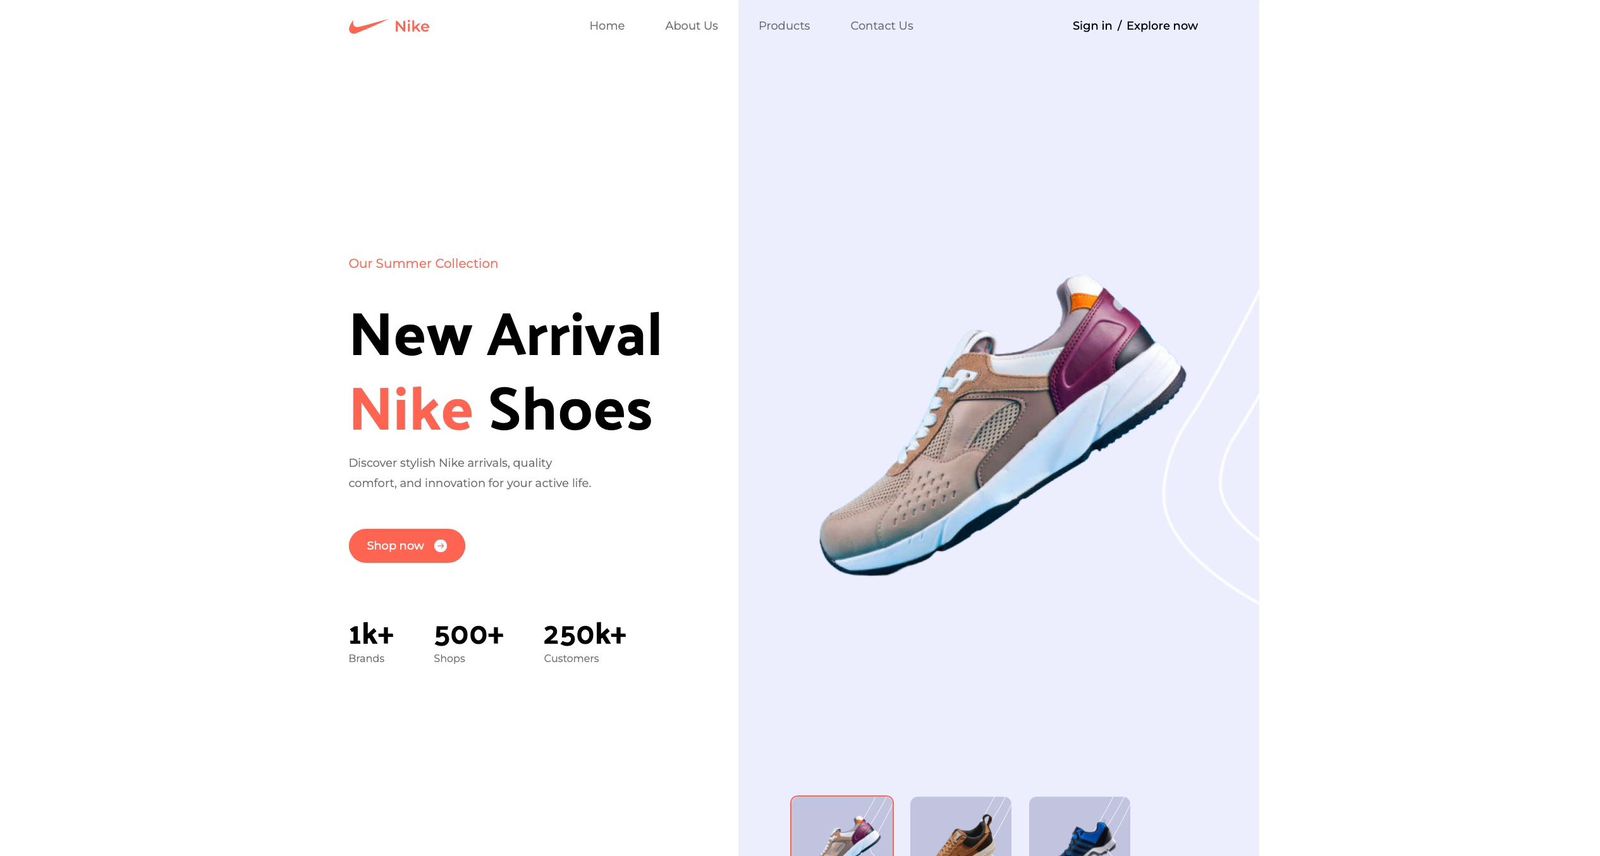 Nike
Home
About Us
Products
Contact Us
Sign in / Explore now
Our Summer Collection
New Arrival
Nike Shoes
Discover stylish Nike arrivals, quality
comfort, and innovation for your active life.
Shop now
1k+
Brands
500+
Shops
250k+
Customers